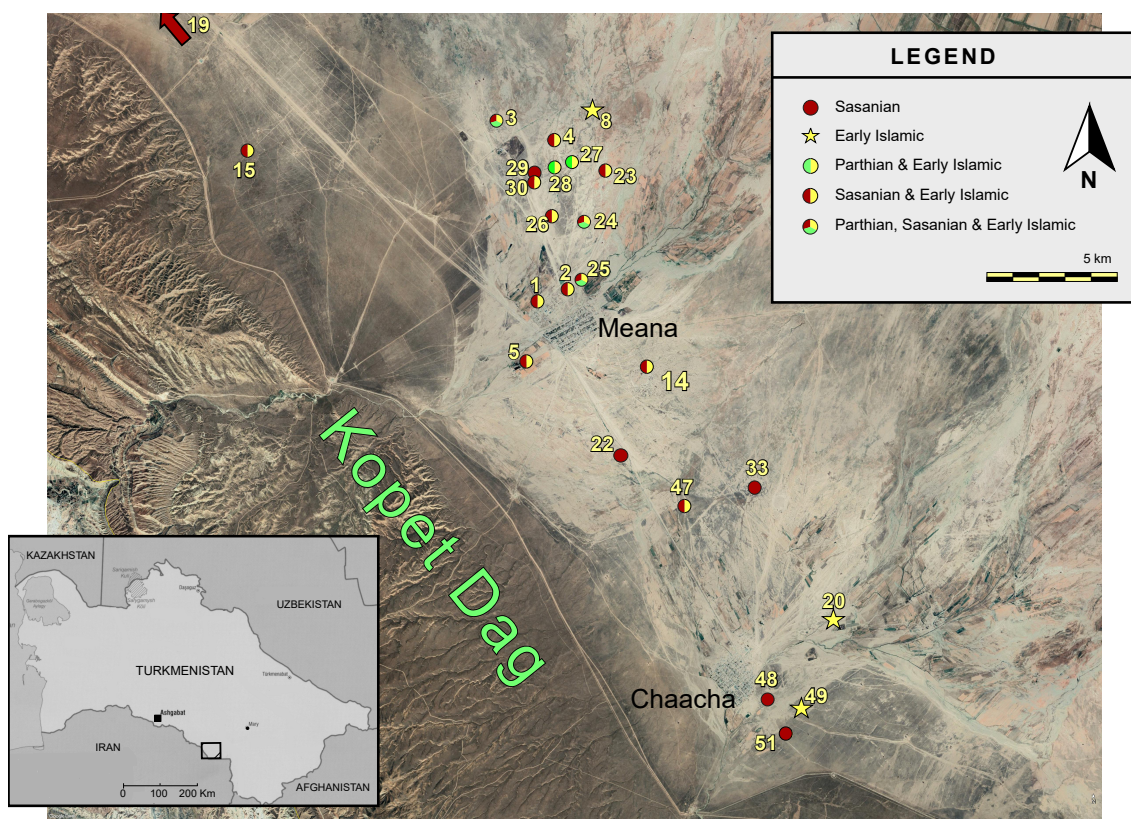 19
3
4
8
15
29
30
28
27
23
26
24
1
2
25
Meana
5
14
22
33
47
20
Kopet Dag
48
49
Chaacha
51
LEGEND
Sasanian
Early Islamic
Parthian & Early Islamic
Sasanian & Early Islamic
Parthian, Sasanian & Early Islamic
N
5 km
KAZAKHSTAN
UZBEKISTAN
TURKMENISTAN
Türkmenabat
Ashgabat
Mary
IRAN
AFGHANISTAN
0 100 200 Km